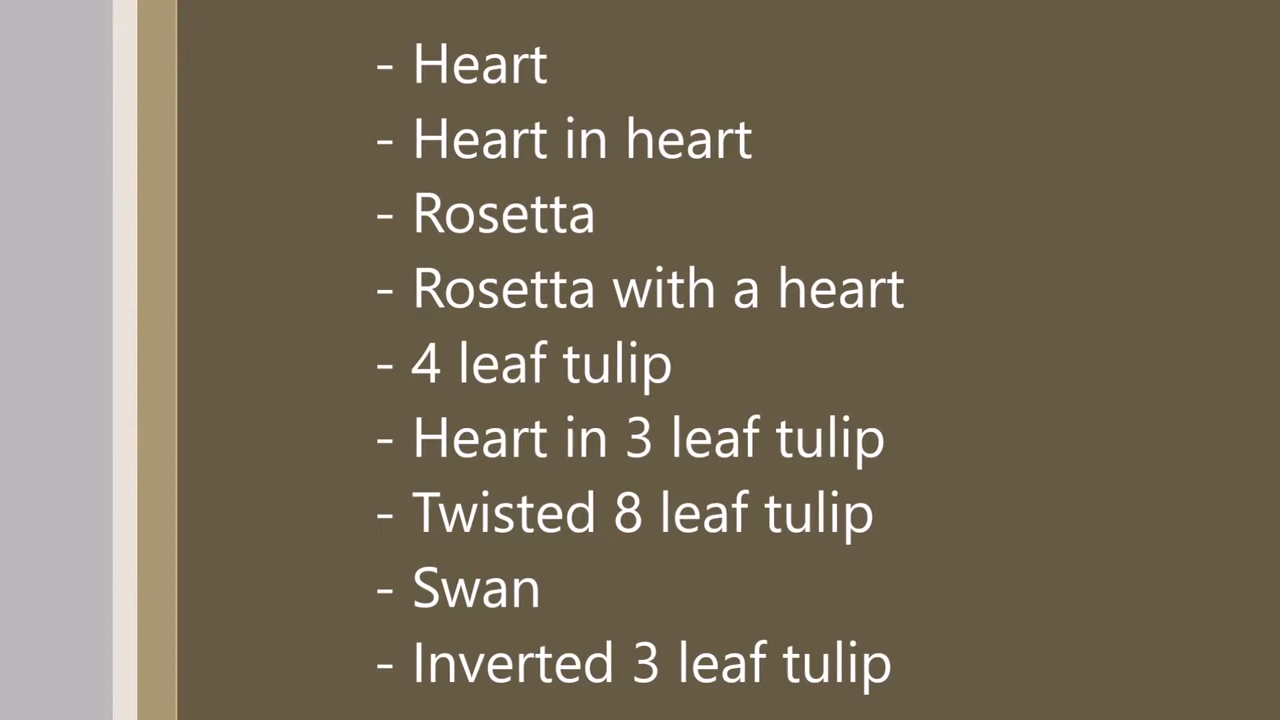 - Heart
- Heart in heart
- Rosetta
- Rosetta with a heart
- 4 leaf tulip
- Heart in 3 leaf tulip
- Twisted 8 leaf tulip
- Swan
- Inverted 3 leaf tulip